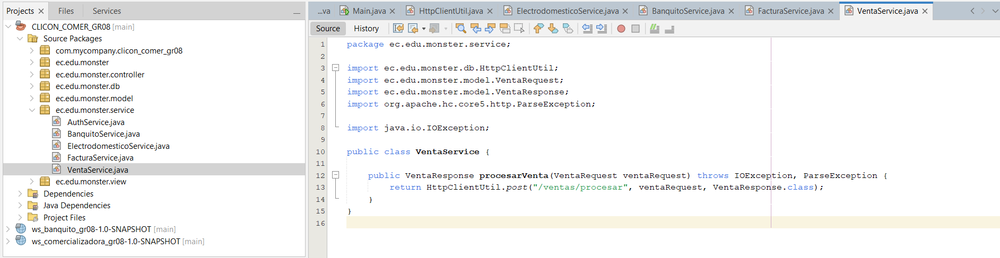 Projects
Files
Services
CLICON_COMER_GR08 [main]
Source Packages
com.mycompany.clicon_comer_gr08
ec.edu.monster
ec.edu.monster.controller
ec.edu.monster.db
ec.edu.monster.model
ec.edu.monster.service
AuthService.java
BanquitoService.java
ElectrodomesticoService.java
FacturaService.java
VentaService.java
ec.edu.monster.view
Dependencies
Java Dependencies
Project Files
ws_banquito_gr08-1.0-SNAPSHOT [main]
ws_comercializadora_gr08-1.0-SNAPSHOT [main]
...va
Main.java
HttpClientUtil.java
ElectrodomesticoService.java
BanquitoService.java
FacturaService.java
VentaService.java
Source
History
1 package ec.edu.monster.service;
2
3 import ec.edu.monster.db.HttpClientUtil;
4 import ec.edu.monster.model.VentaRequest;
5 import ec.edu.monster.model.VentaResponse;
6 import org.apache.hc.core5.http.ParseException;
7
8 import java.io.IOException;
9
10 public class VentaService {
11
12 public VentaResponse procesarVenta(VentaRequest ventaRequest) throws IOException, ParseException {
13 return HttpClientUtil.post("/ventas/procesar", ventaRequest, VentaResponse.class);
14 }
15 }
16